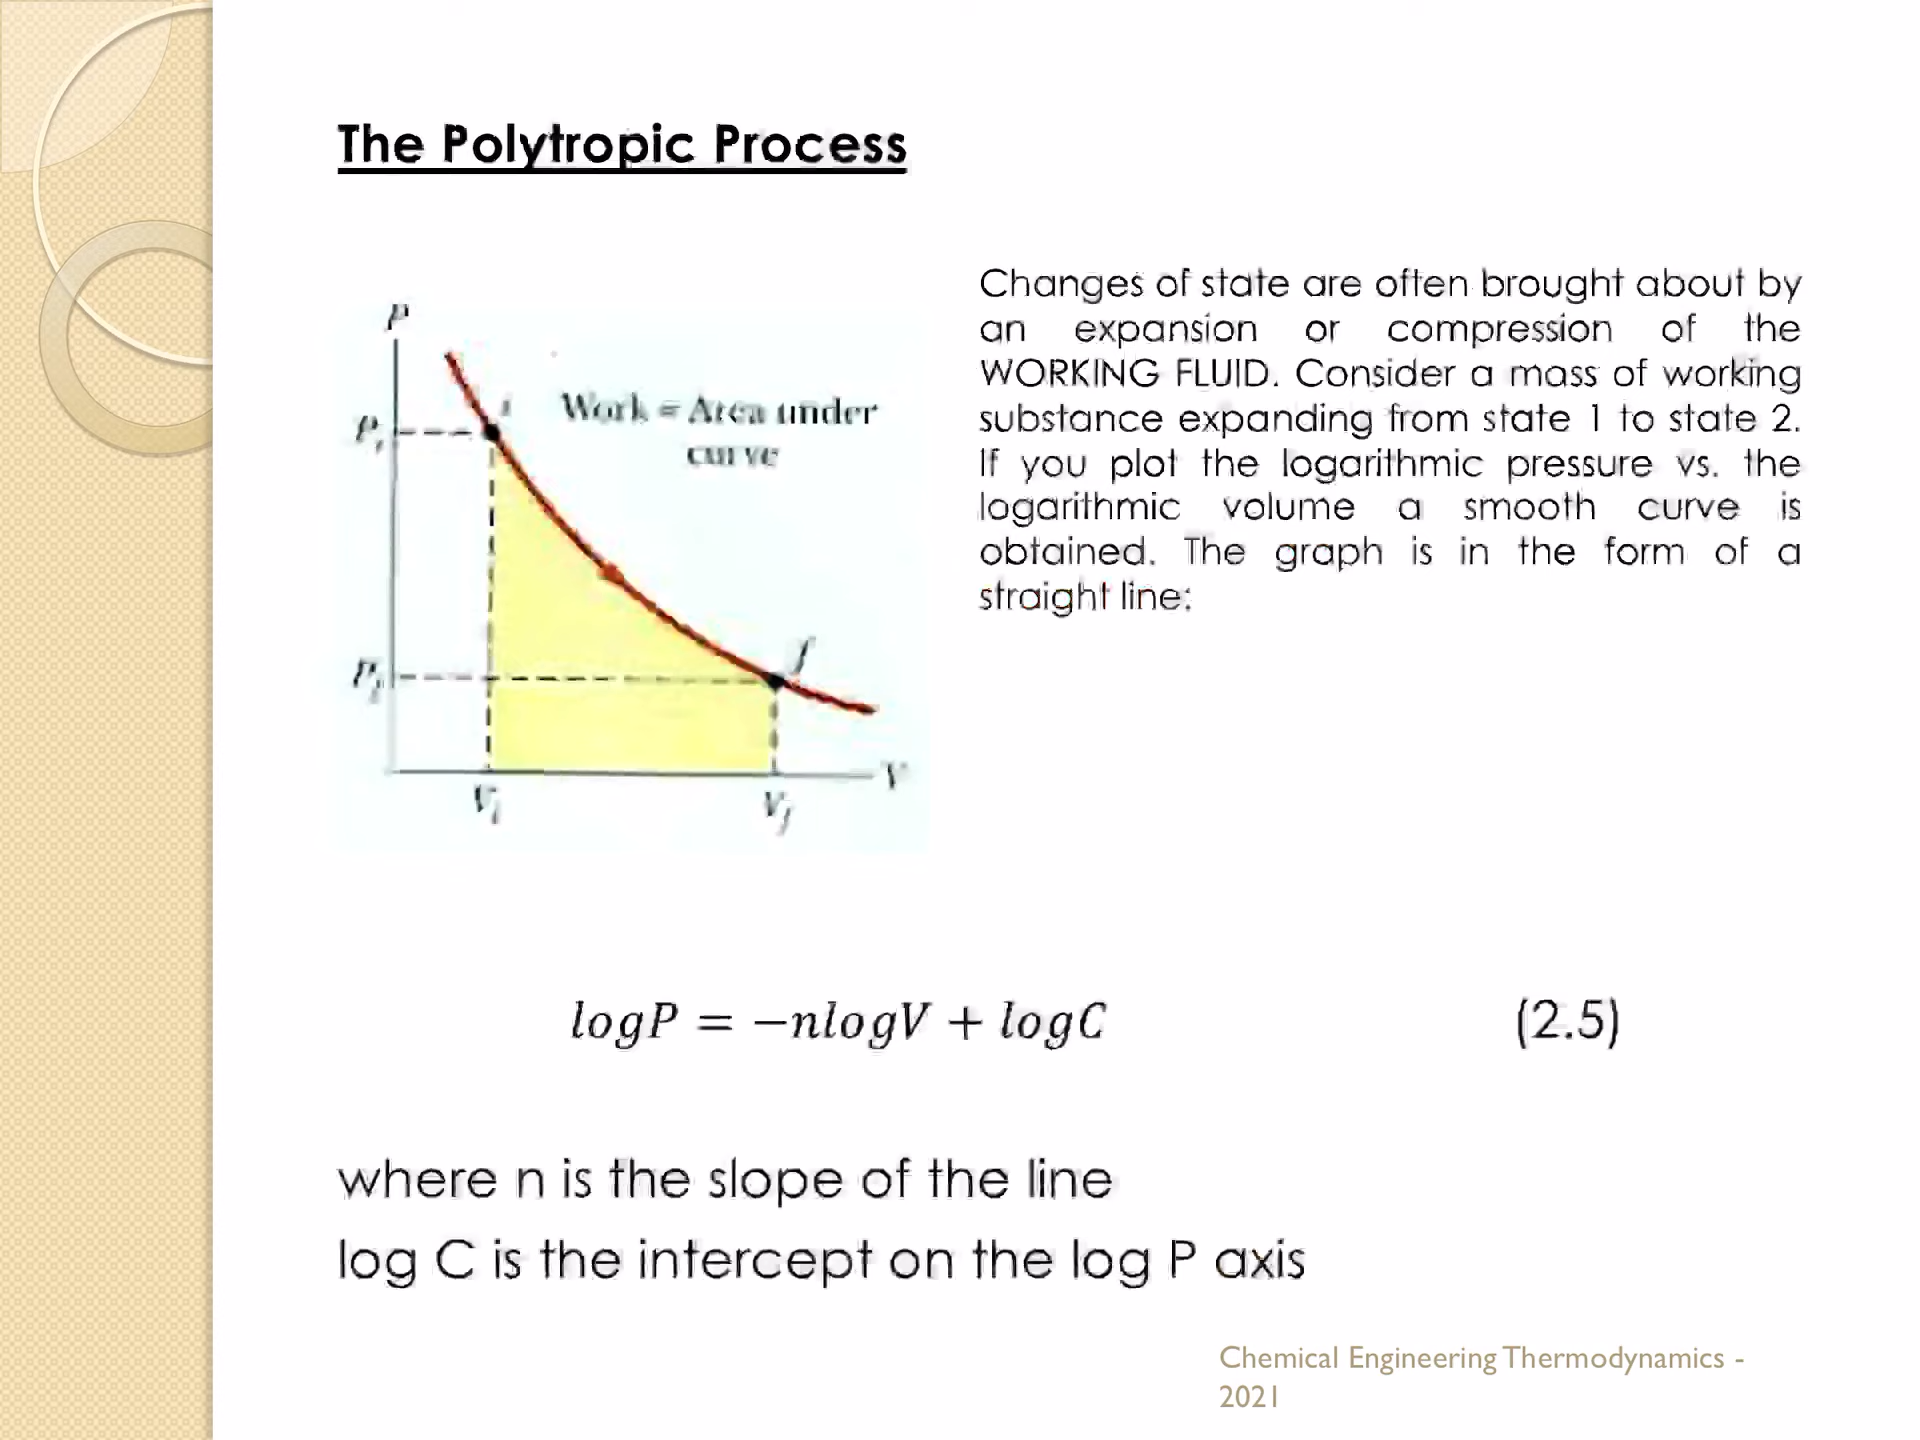 The Polytropic Process
Changes of state are often brought about by
an expansion or compression of the
WORKING FLUID. Consider a mass of working
substance expanding from state 1 to state 2.
If you plot the logarithmic pressure vs. the
logarithmic volume a smooth curve is
obtained. The graph is in the form of a
straight line:
P
i
Work = Area under
curve
Pi
f
Pf
V
Vi
Vf
logP = −nlogV + logC (2.5)
where n is the slope of the line
log C is the intercept on the log P axis
Chemical Engineering Thermodynamics -
2021